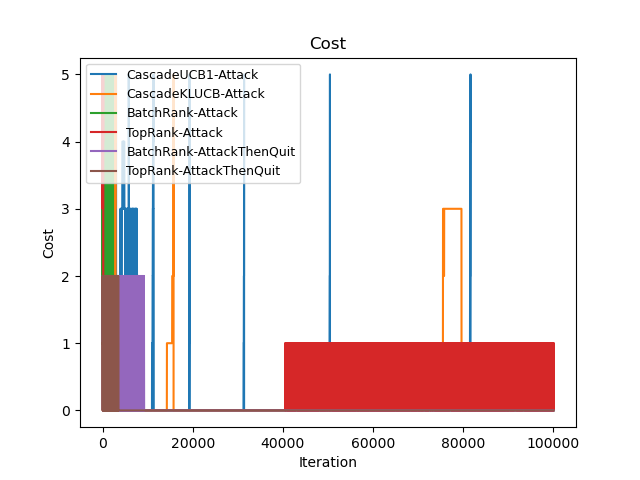 Cost
5
4
3
2
1
0
Cost
CascadeUCB1-Attack
CascadeKLUCB-Attack
BatchRank-Attack
TopRank-Attack
BatchRank-AttackThenQuit
TopRank-AttackThenQuit
0 20000 40000 60000 80000 100000
Iteration